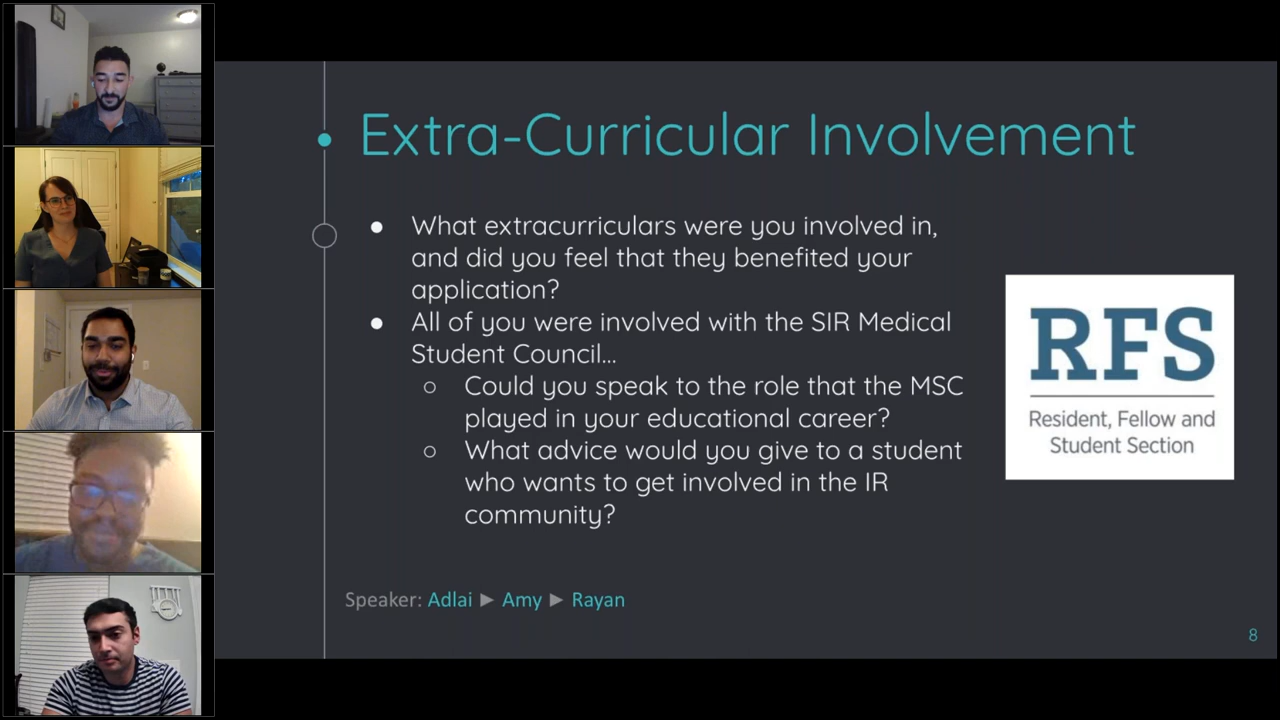 Extra-Curricular Involvement
● What extracurriculars were you involved in,
and did you feel that they benefited your
application?
● All of you were involved with the SIR Medical
Student Council...
○ Could you speak to the role that the MSC
played in your educational career?
○ What advice would you give to a student
who wants to get involved in the IR
community?
RFS
Resident, Fellow and
Student Section
Speaker: Adlai ► Amy ► Rayan
8